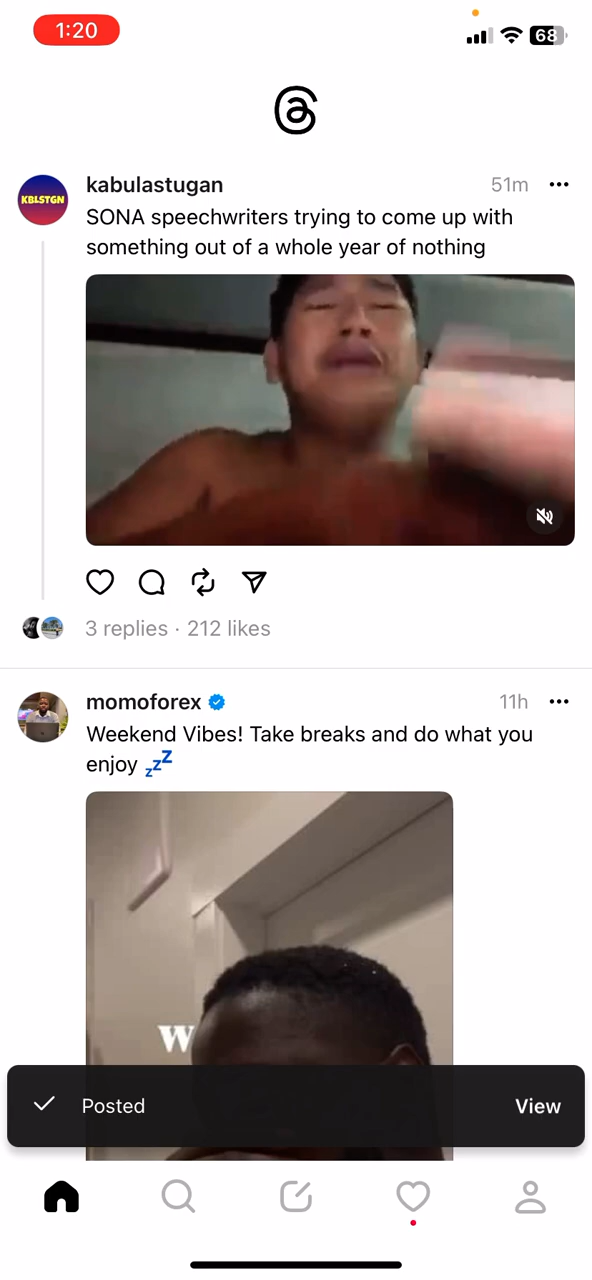 1:20
68
KBLSTGN
kabulastugan
51m
SONA speechwriters trying to come up with
something out of a whole year of nothing
3 replies · 212 likes
momoforex
11h
Weekend Vibes! Take breaks and do what you
enjoy 💤
W
Posted
View